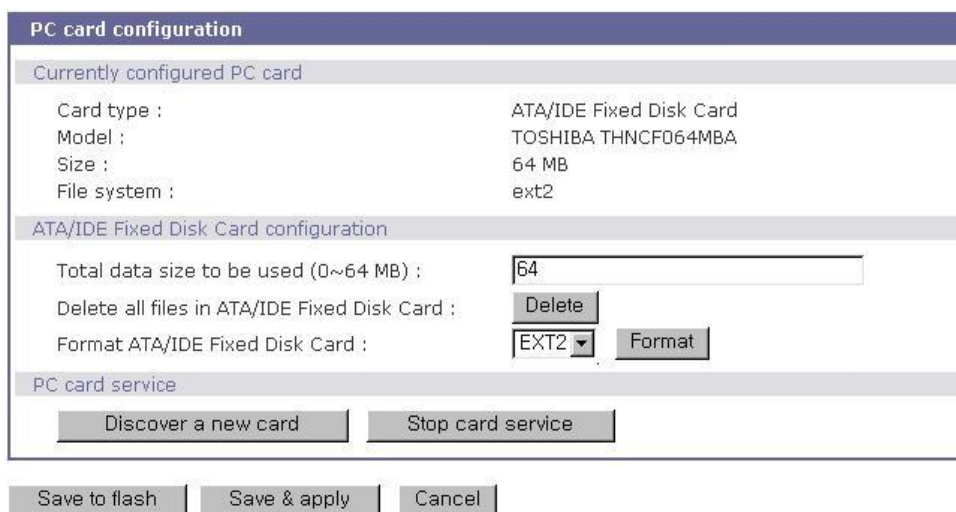 PC card configuration
Currently configured PC card
Card type : ATA/IDE Fixed Disk Card
Model : TOSHIBA THNCF064MBA
Size : 64 MB
File system : ext2
ATA/IDE Fixed Disk Card configuration
Total data size to be used (0~64 MB) : 64
Delete all files in ATA/IDE Fixed Disk Card : Delete
Format ATA/IDE Fixed Disk Card : EXT2 Format
PC card service
Discover a new card Stop card service
Save to flash Save & apply Cancel